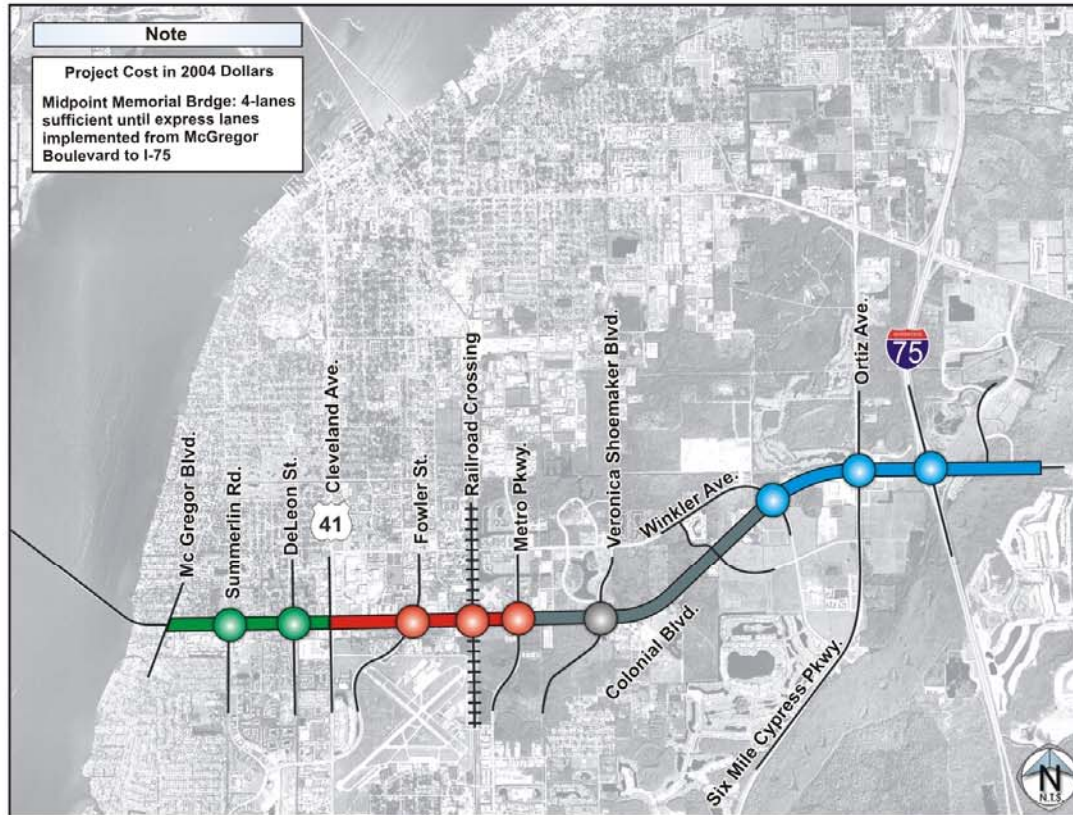 Note
Project Cost in 2004 Dollars
Midpoint Memorial Brdge: 4-lanes
sufficient until express lanes
implemented from McGregor
Boulevard to I-75
Mc Gregor Blvd.
Summerlin Rd.
DeLeon St.
Cleveland Ave.
41
Fowler St.
Railroad Crossing
Metro Pkwy.
Veronica Shoemaker Blvd.
Winkler Ave.
Colonial Blvd.
Ortiz Ave.
Six Mile Cypress Pkwy.
INTERSTATE
75
N
N.T.S.